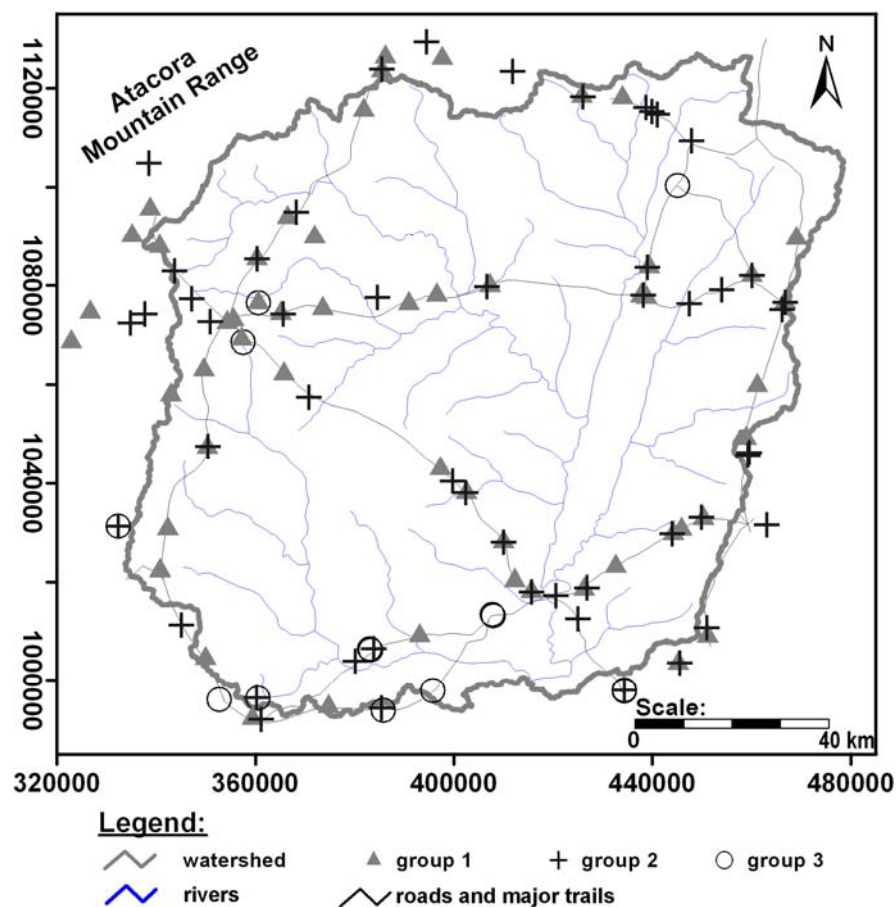 Atacora
Mountain Range
N
1120000
1080000
1040000
1000000
Scale:
0 40 km
320000 360000 400000 440000 480000
Legend:
watershed group 1 group 2 group 3
rivers roads and major trails